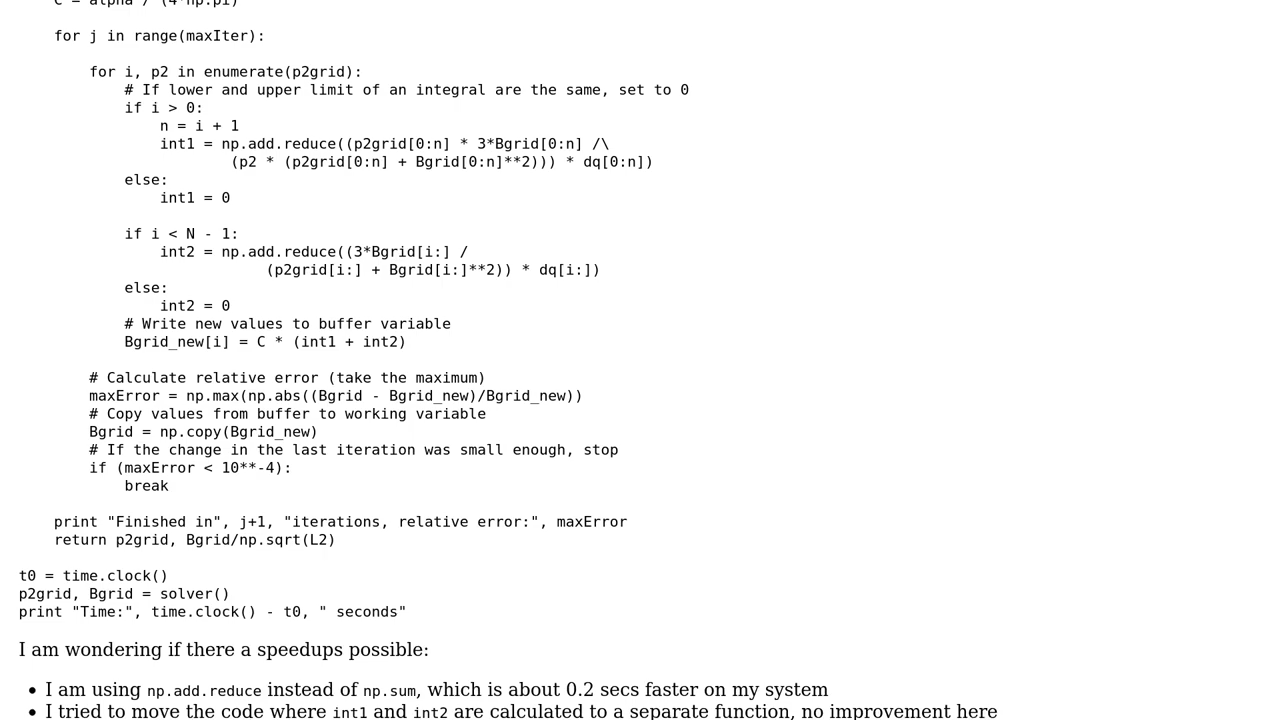 C = alpha / (4*np.pi)
for j in range(maxIter):
for i, p2 in enumerate(p2grid):
# If lower and upper limit of an integral are the same, set to 0
if i > 0:
n = i + 1
int1 = np.add.reduce((p2grid[0:n] * 3*Bgrid[0:n] /\
(p2 * (p2grid[0:n] + Bgrid[0:n]**2))) * dq[0:n])
else:
int1 = 0
if i < N - 1:
int2 = np.add.reduce((3*Bgrid[i:] /
(p2grid[i:] + Bgrid[i:]**2)) * dq[i:])
else:
int2 = 0
# Write new values to buffer variable
Bgrid_new[i] = C * (int1 + int2)
# Calculate relative error (take the maximum)
maxError = np.max(np.abs((Bgrid - Bgrid_new)/Bgrid_new))
# Copy values from buffer to working variable
Bgrid = np.copy(Bgrid_new)
# If the change in the last iteration was small enough, stop
if (maxError < 10**-4):
break
print "Finished in", j+1, "iterations, relative error:", maxError
return p2grid, Bgrid/np.sqrt(L2)
t0 = time.clock()
p2grid, Bgrid = solver()
print "Time:", time.clock() - t0, " seconds"
I am wondering if there a speedups possible:
• I am using np.add.reduce instead of np.sum, which is about 0.2 secs faster on my system
• I tried to move the code where int1 and int2 are calculated to a separate function, no improvement here